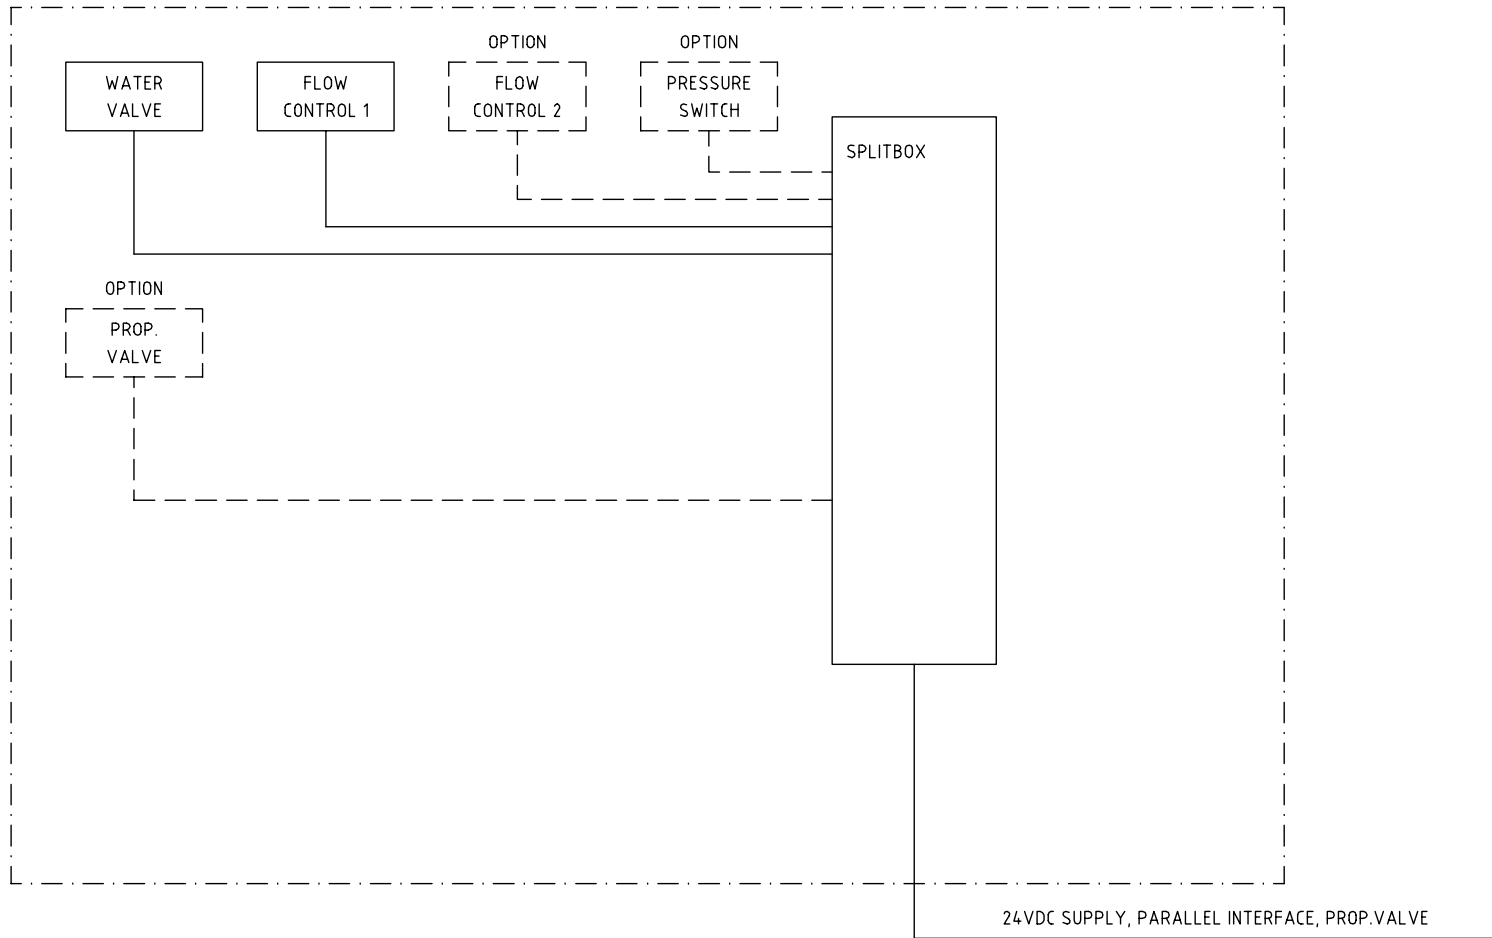 OPTION
OPTION
WATER
VALVE
FLOW
CONTROL 1
FLOW
CONTROL 2
PRESSURE
SWITCH
SPLITBOX
OPTION
PROP.
VALVE
24VDC SUPPLY, PARALLEL INTERFACE, PROP.VALVE